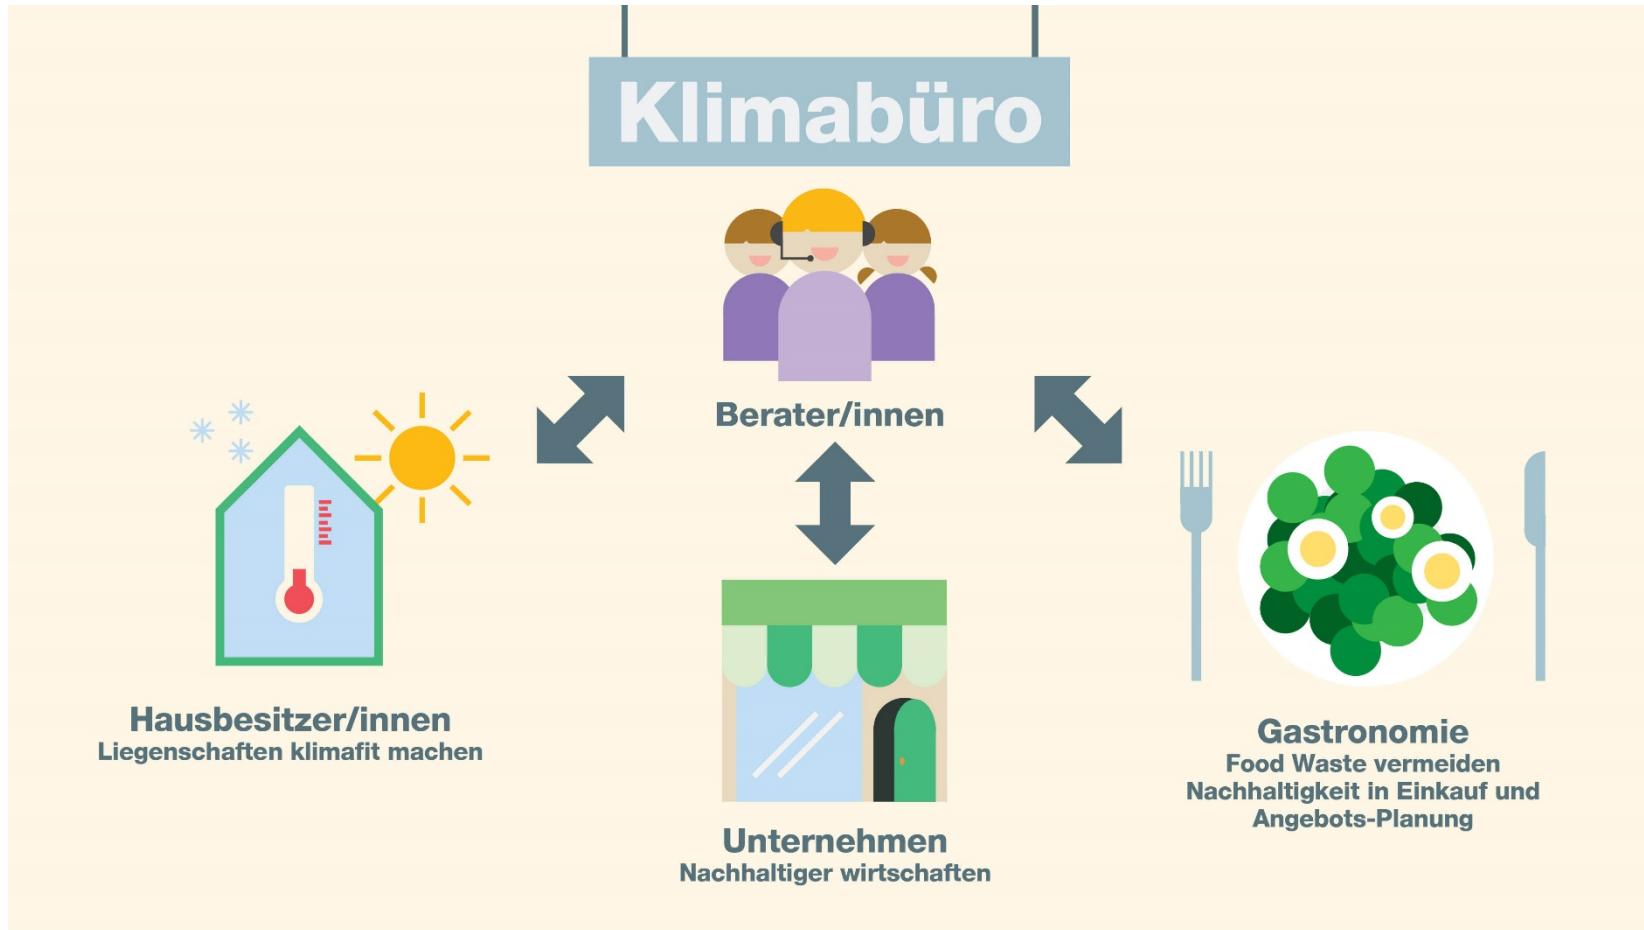 Klimabüro
Berater/innen
Hausbesitzer/innen
Liegenschaften klimafit machen
Unternehmen
Nachhaltiger wirtschaften
Gastronomie
Food Waste vermeiden
Nachhaltigkeit in Einkauf und
Angebots-Planung